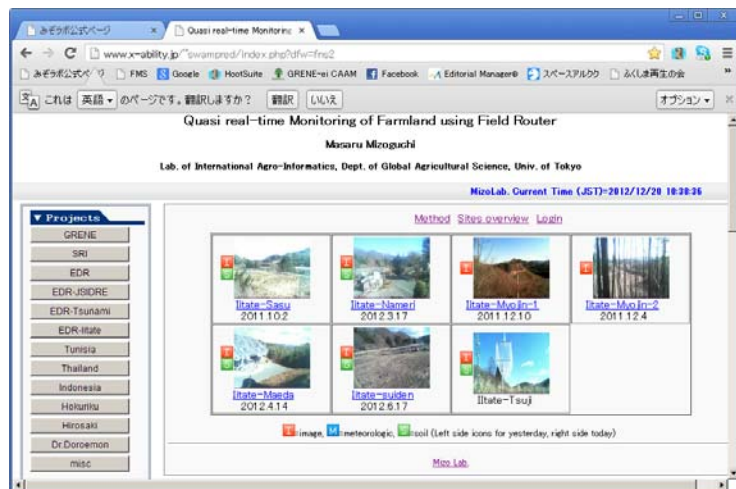 みぞラボ公式ページ
Quasi real-time Monitoring
www.x-ability.jp/~swampred/index.php?dfw=fns2
みぞラボ公式ペ
FMS
Google
HootSuite
GRENE-ei CAAM
Facebook
Editorial Manager®
スペースアルク
ふくしま再生の会
これは 英語 のページです。翻訳しますか? 翻訳 いいえ オプション
Quasi real-time Monitoring of Farmland using Field Router
Masaru Mizoguchi
Lab. of International Agro-Informatics, Dept. of Global Agricultural Science, Univ. of Tokyo
MizoLab. Current Time (JST)=2012/12/20 10:38:36
▼ Projects
GRENE
SRI
EDR
EDR-JSIDRE
EDR-Tsunami
EDR-Iitate
Tunisia
Thailand
Indonesia
Hokuriku
Hirosaki
Dr.Doroemon
misc
Method Sites overview Login
Iitate-Sasu
2011.10.2
Iitate-Nameri
2012.3.17
Iitate-Myojin-1
2011.12.10
Iitate-Myojin-2
2011.12.4
Iitate-Maeda
2012.4.14
Iitate-suiden
2012.6.17
Iitate-Tsuji
I:image, M:meteorologic, S:soil (Left side icons for yesterday, right side today)
Mizo Lab.